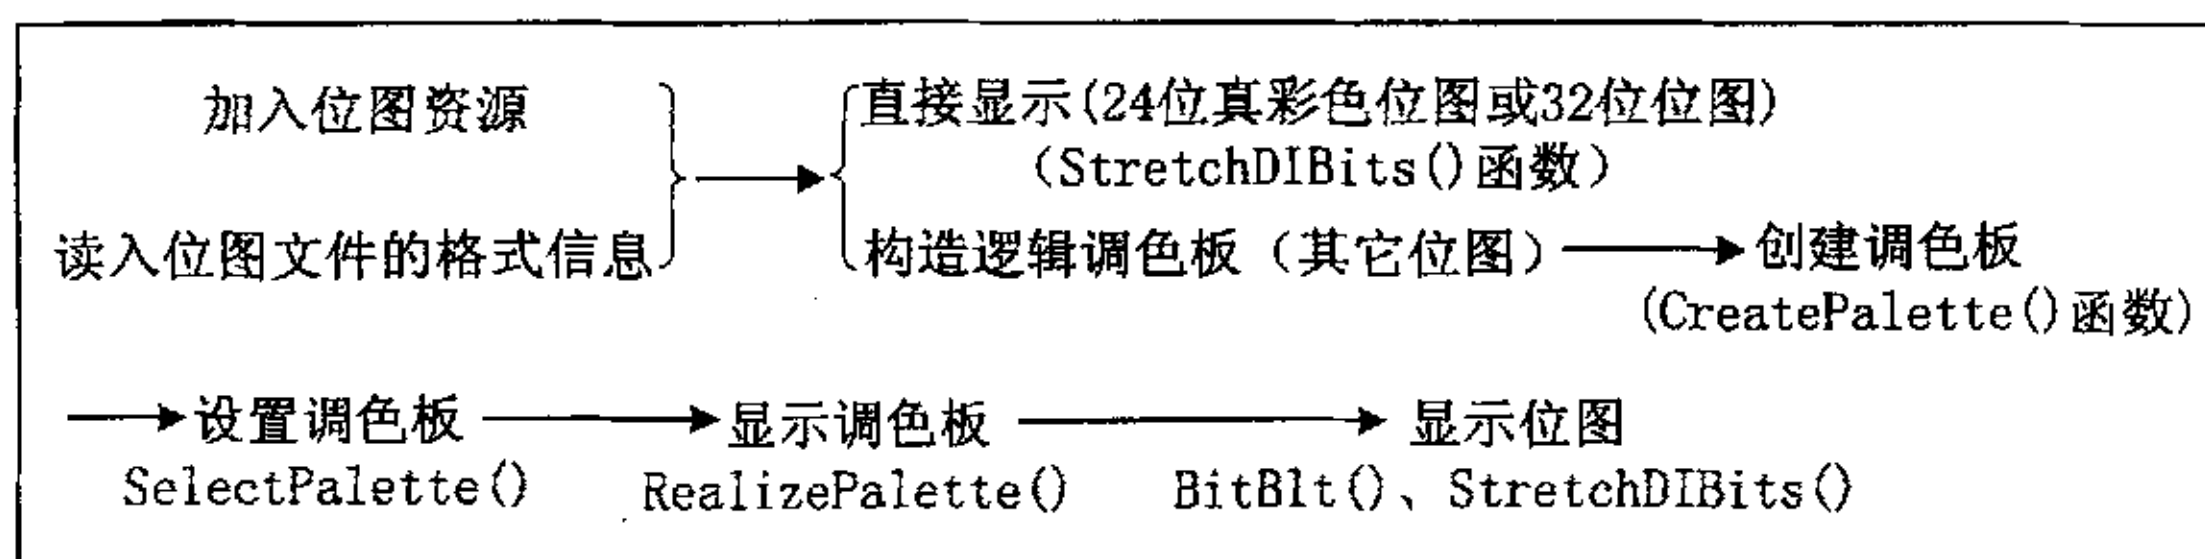 加入位图资源
直接显示(24位真彩色位图或32位位图)
（StretchDIBits()函数）
读入位图文件的格式信息
构造逻辑调色板（其它位图）
创建调色板
(CreatePalette()函数)
设置调色板
显示调色板
显示位图
SelectPalette()
RealizePalette()
BitBlt()、StretchDIBits()